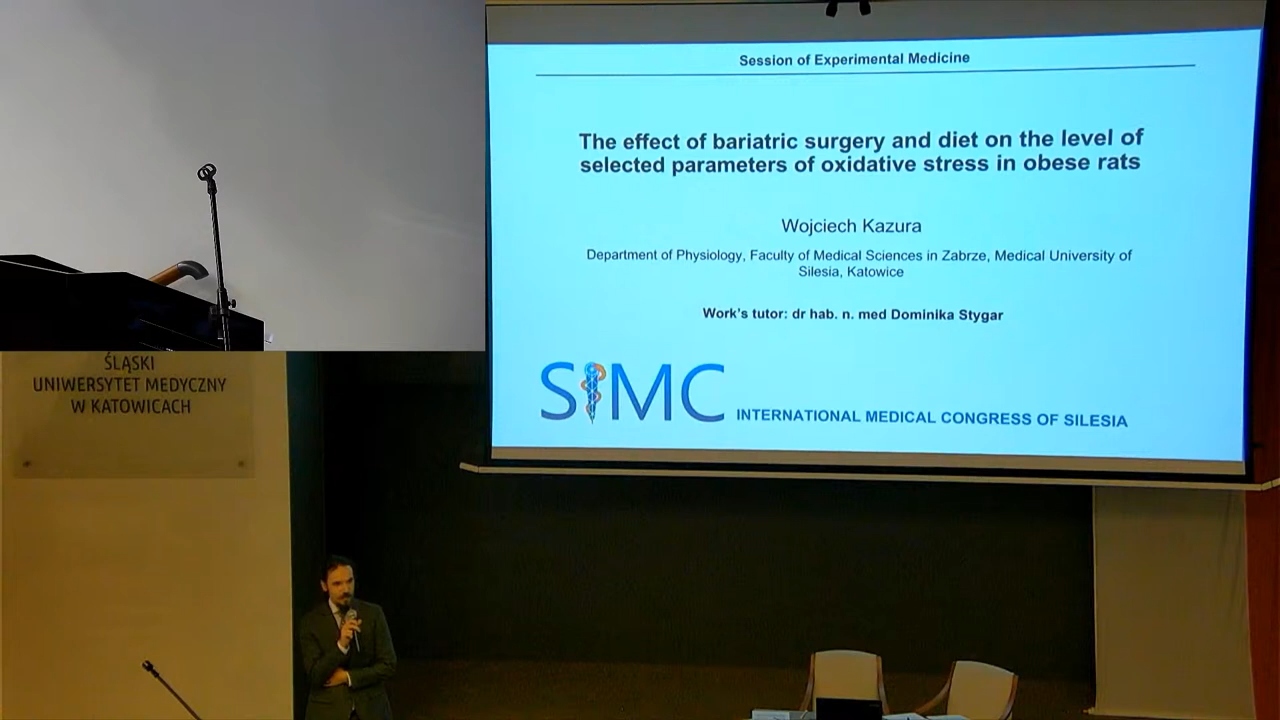 Session of Experimental Medicine
The effect of bariatric surgery and diet on the level of
selected parameters of oxidative stress in obese rats
Wojciech Kazura
Department of Physiology, Faculty of Medical Sciences in Zabrze, Medical University of
Silesia, Katowice
Work's tutor: dr hab. n. med Dominika Stygar
SIMC INTERNATIONAL MEDICAL CONGRESS OF SILESIA
ŚLĄSKI
UNIWERSYTET MEDYCZNY
W KATOWICACH